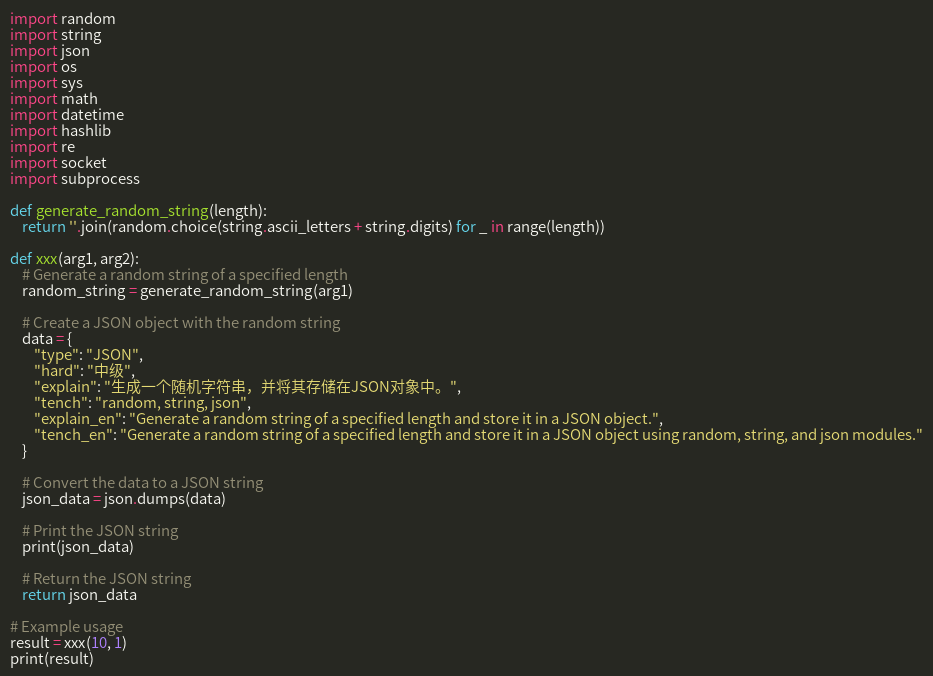 import random
import string
import json
import os
import sys
import math
import datetime
import hashlib
import re
import socket
import subprocess

def generate_random_string(length):
    return ''.join(random.choice(string.ascii_letters + string.digits) for _ in range(length))

def xxx(arg1, arg2):
    # Generate a random string of a specified length
    random_string = generate_random_string(arg1)

    # Create a JSON object with the random string
    data = {
        "type": "JSON",
        "hard": "中级",
        "explain": "生成一个随机字符串，并将其存储在JSON对象中。",
        "tench": "random, string, json",
        "explain_en": "Generate a random string of a specified length and store it in a JSON object.",
        "tench_en": "Generate a random string of a specified length and store it in a JSON object using random, string, and json modules."
    }

    # Convert the data to a JSON string
    json_data = json.dumps(data)

    # Print the JSON string
    print(json_data)

    # Return the JSON string
    return json_data

# Example usage
result = xxx(10, 1)
print(result)